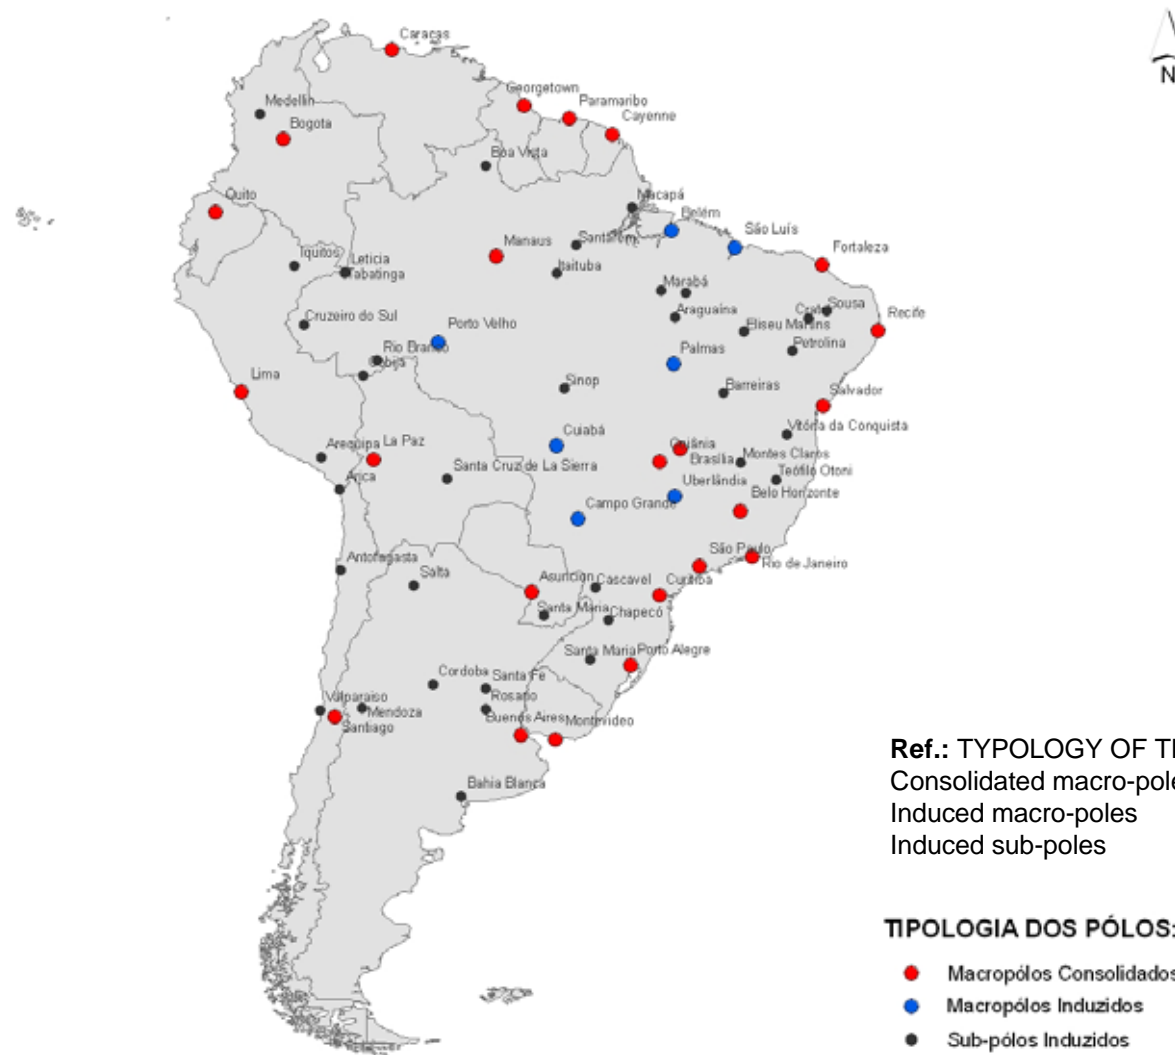 N
Caracas
Georgetown
Paramaribo
Cayenne
Medellin
Bogota
Boa Vista
Quito
Macapá
Belém
São Luís
Manaus
Santarém
Fortaleza
Iquitos
Leticia
Tabatinga
Itaituba
Marabá
Araguaína
Crato
Sousa
Recife
Cruzeiro do Sul
Porto Velho
Eliseu Martins
Rio Branco
Cobija
Palmas
Petrolina
Lima
Sinop
Barreiras
Salvador
Cuiabá
Vitória da Conquista
Arequipa
La Paz
Goiânia
Brasília
Montes Claros
Santa Cruz de La Sierra
Teófilo Otoni
Arica
Uberlândia
Belo Horizonte
Campo Grande
São Paulo
Rio de Janeiro
Antofagasta
Salta
Asuncion
Cascavel
Curitiba
Santa Maria
Chapecó
Santa Maria
Porto Alegre
Cordoba
Santa Fé
Rosario
Valparaiso
Mendoza
Santiago
Buenos Aires
Montevideo
Bahia Blanca
Ref.: TYPOLOGY OF
Consolidated macro-pole
Induced macro-poles
Induced sub-poles
TIPOLOGIA DOS PÓLOS:
Macropólos Consolidados
Macropólos Induzidos
Sub-pólos Induzidos